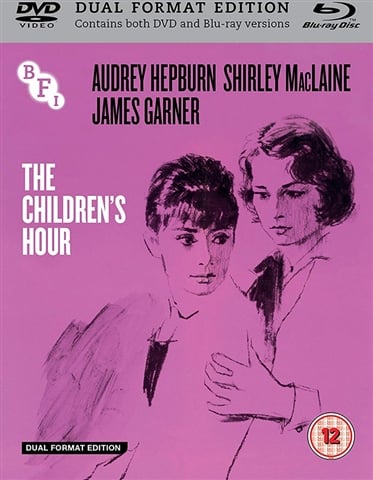 DVD
VIDEO
DUAL FORMAT EDITION
Contains both DVD and Blu-ray versions
Blu-ray Disc
BFI
AUDREY HEPBURN SHIRLEY MACLAINE
JAMES GARNER
THE
CHILDREN'S
HOUR
DUAL FORMAT EDITION
12